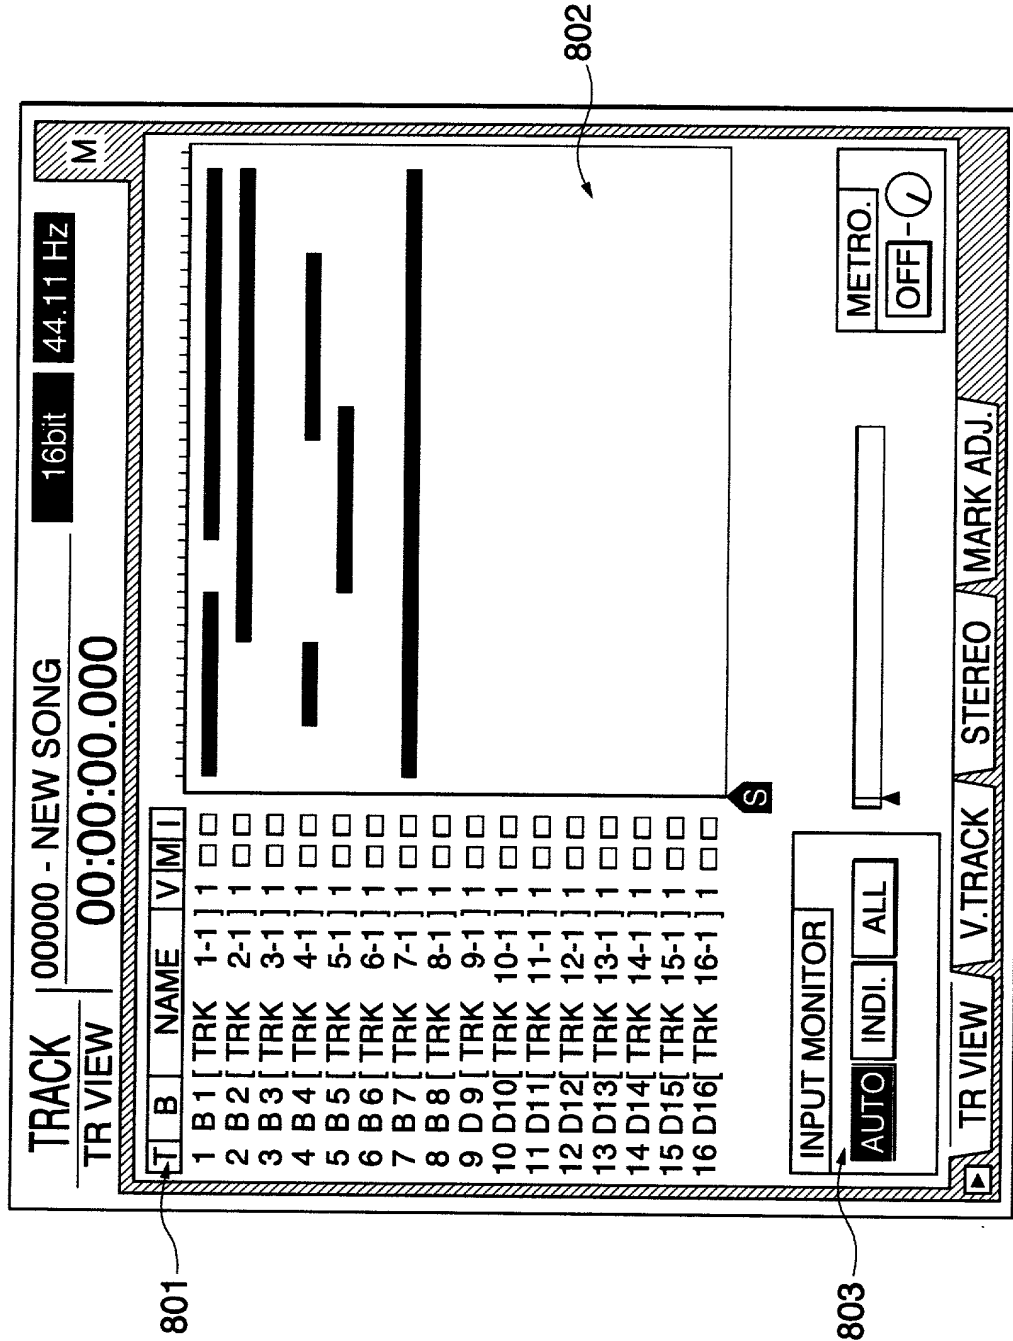 TRACK 00000 - NEW SONG 16bit 44.11 Hz
TR VIEW 00:00:00.000 M
T B NAME V M I
1 B 1 [ TRK 1-1 ] 1
2 B 2 [ TRK 2-1 ] 1
3 B 3 [ TRK 3-1 ] 1
4 B 4 [ TRK 4-1 ] 1
5 B 5 [ TRK 5-1 ] 1
6 B 6 [ TRK 6-1 ] 1
7 B 7 [ TRK 7-1 ] 1
8 B 8 [ TRK 8-1 ] 1
9 D 9 [ TRK 9-1 ] 1
10 D10 [ TRK 10-1 ] 1
11 D11 [ TRK 11-1 ] 1
12 D12 [ TRK 12-1 ] 1
13 D13 [ TRK 13-1 ] 1
14 D14 [ TRK 14-1 ] 1
15 D15 [ TRK 15-1 ] 1
16 D16 [ TRK 16-1 ] 1
S
INPUT MONITOR
AUTO INDI. ALL
METRO.
OFF
TR VIEW V.TRACK STEREO MARK ADJ.
801
802
803